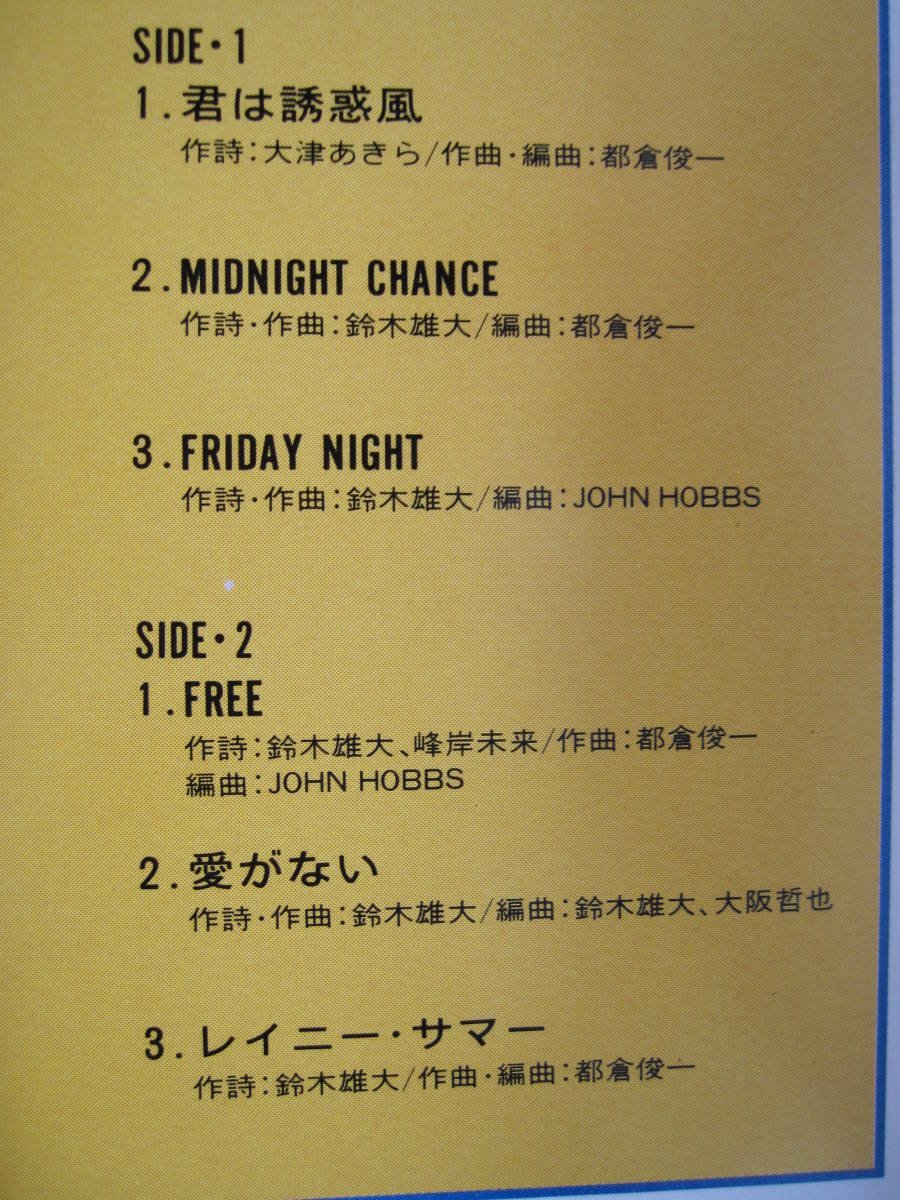 SIDE・1
1.君は誘惑風
作詩：大津あきら/作曲・編曲：都倉俊一
2.MIDNIGHT CHANCE
作詩・作曲：鈴木雄大/編曲：都倉俊一
3.FRIDAY NIGHT
作詩・作曲：鈴木雄大/編曲：JOHN HOBBS
SIDE・2
1.FREE
作詩：鈴木雄大、峰岸未来/作曲：都倉俊一
編曲：JOHN HOBBS
2.愛がない
作詩・作曲：鈴木雄大/編曲：鈴木雄大、大阪哲也
3.レイニー・サマー
作詩：鈴木雄大/作曲・編曲：都倉俊一